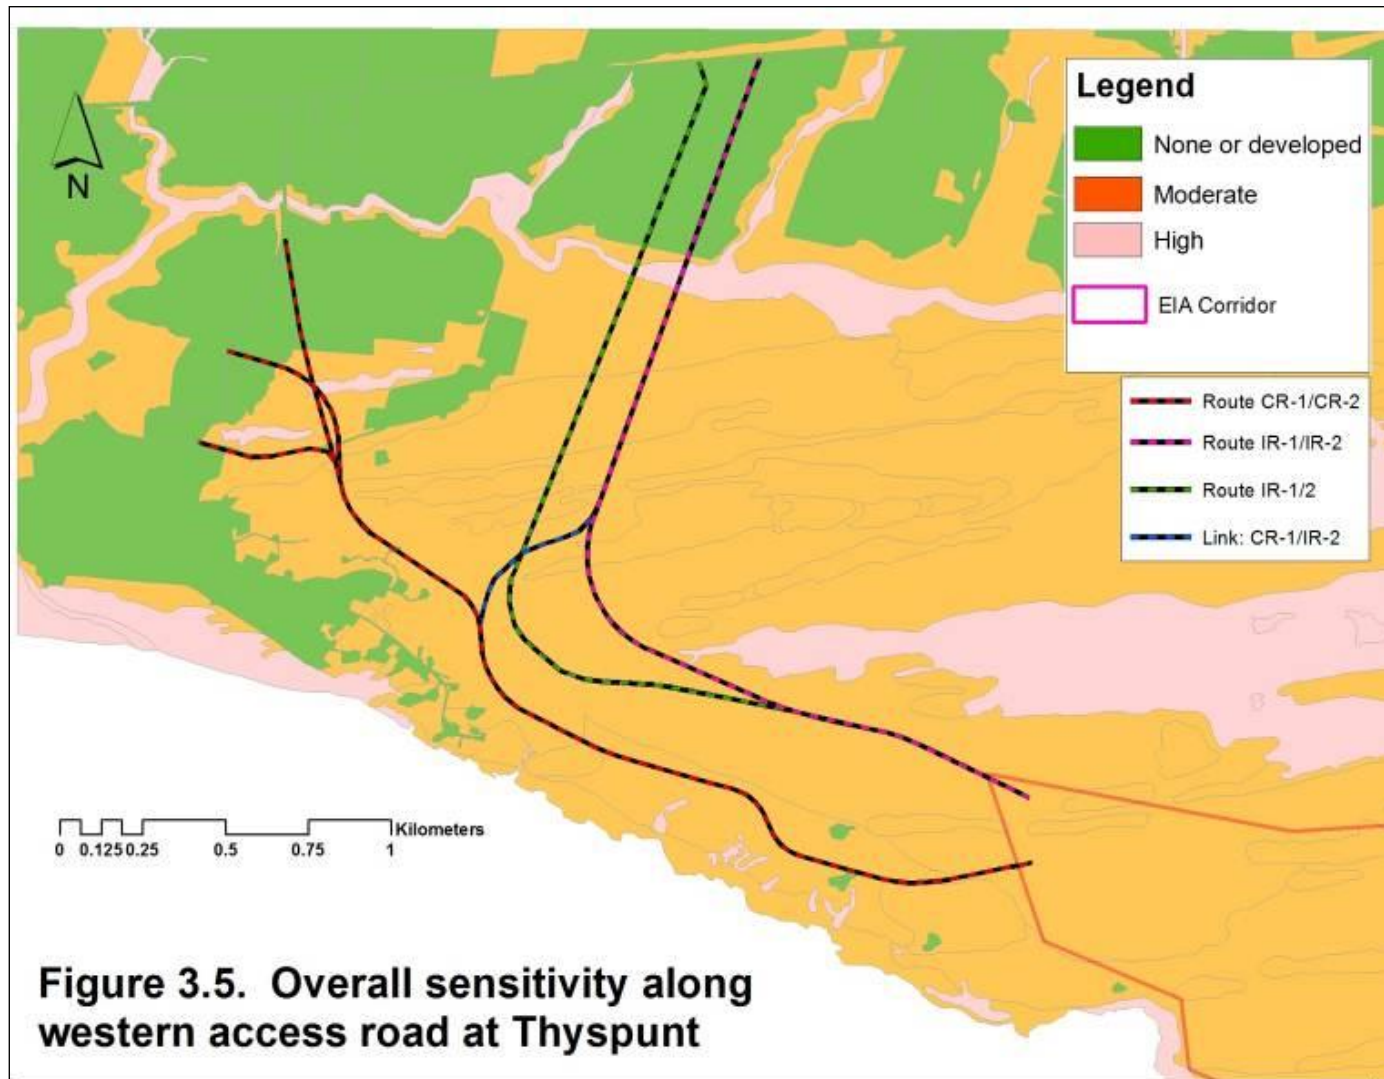 Legend
None or developed
Moderate
High
EIA Corridor
Route CR-1/CR-2
Route IR-1/IR-2
Route IR-1/2
Link: CR-1/IR-2
N
Kilometers
0 0.125 0.25 0.5 0.75 1
Figure 3.5. Overall sensitivity along
western access road at Thyspunt